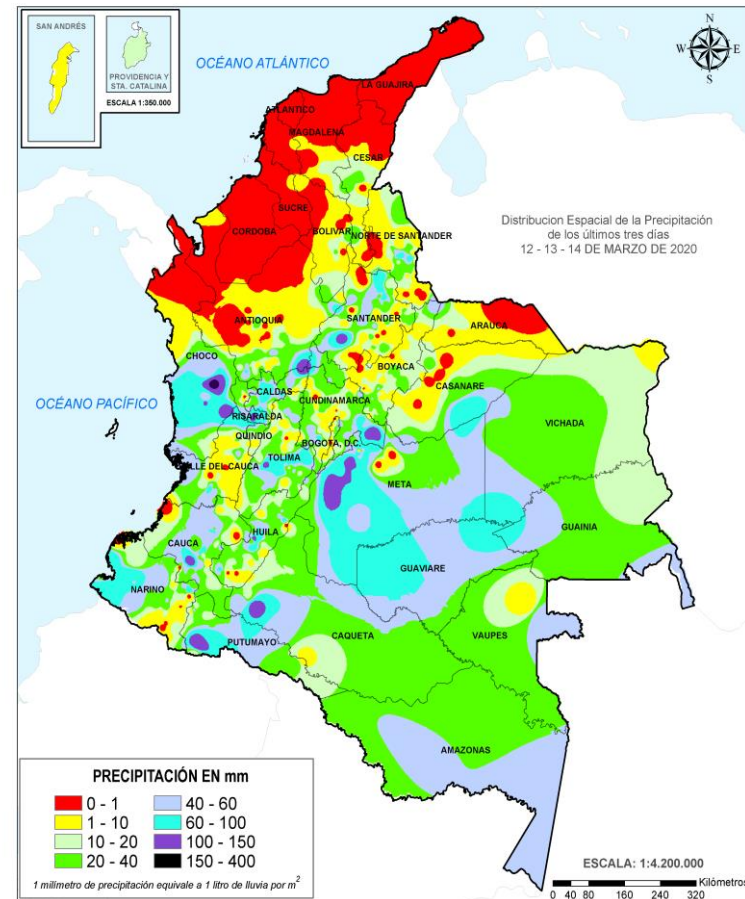 SAN ANDRÉS
PROVIDENCIA Y
STA. CATALINA
ESCALA 1:350.000
OCÉANO ATLÁNTICO
N
W E
S
LA GUAJIRA
ATLANTICO
MAGDALENA
CESAR
SUCRE
CORDOBA
BOLIVAR
NORTE DE SANTANDER
Distribucion Espacial de la Precipitación
de los últimos tres días
12 - 13 - 14 DE MARZO DE 2020
ANTIOQUIA
SANTANDER
ARAUCA
CHOCO
BOYACA
CASANARE
OCÉANO PACÍFICO
CALDAS
CUNDINAMARCA
RISARALDA
VICHADA
QUINDIO
BOGOTA, D.C.
TOLIMA
VALLE DEL CAUCA
META
GUAINIA
CAUCA
HUILA
GUAVIARE
NARINO
PUTUMAYO
CAQUETA
VAUPES
AMAZONAS
PRECIPITACIÓN EN mm
0 - 1 40 - 60
1 - 10 60 - 100
10 - 20 100 - 150
20 - 40 150 - 400
1 milímetro de precipitación equivale a 1 litro de lluvia por m²
ESCALA: 1:4.200.000
Kilómetros
0 40 80 160 240 320